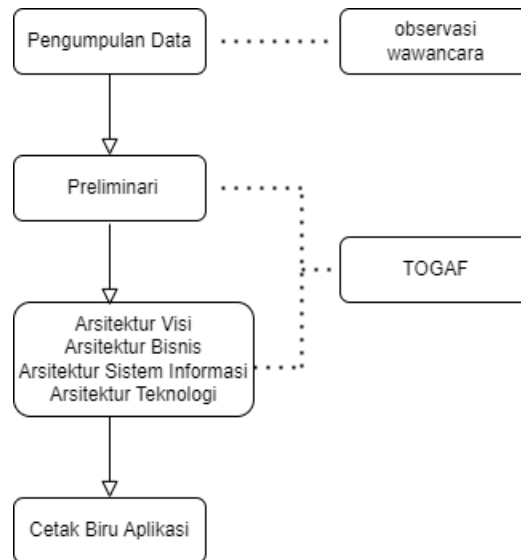 Pengumpulan Data
observasi
wawancara
Preliminari
TOGAF
Arsitektur Visi
Arsitektur Bisnis
Arsitektur Sistem Informasi
Arsitektur Teknologi
Cetak Biru Aplikasi